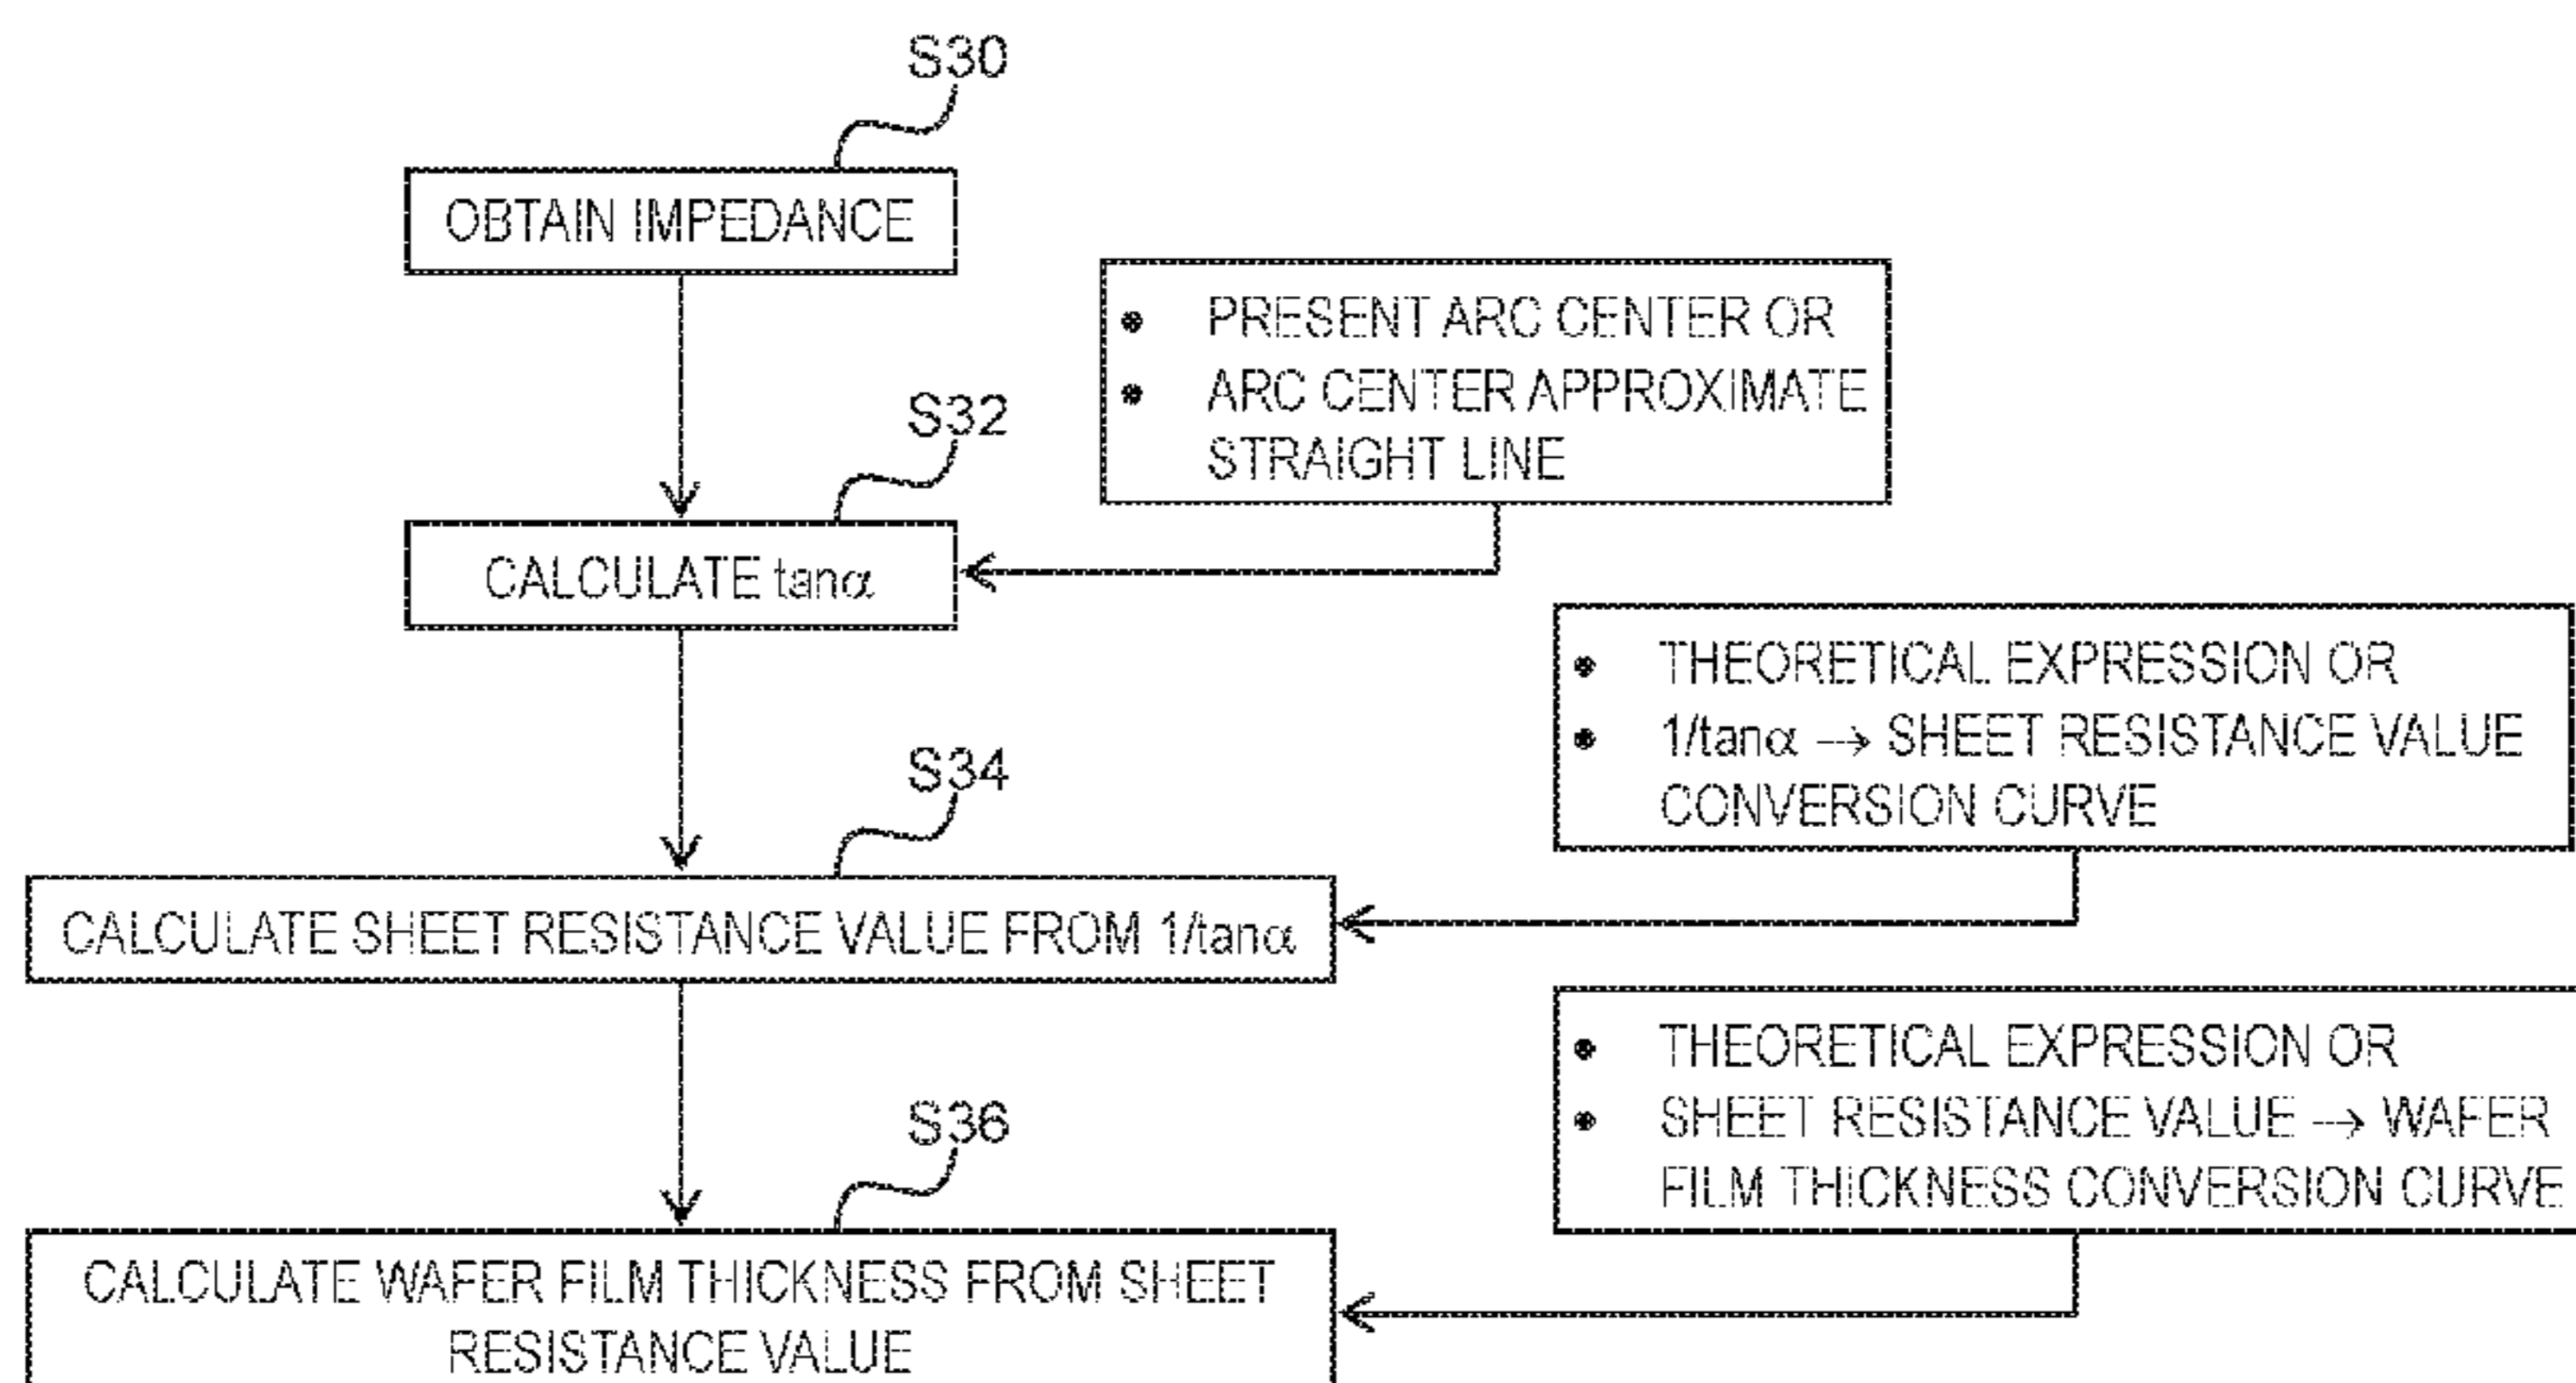 S30
OBTAIN IMPEDANCE
• PRESENT ARC CENTER OR
• ARC CENTER APPROXIMATE
STRAIGHT LINE
S32
CALCULATE tanα
• THEORETICAL EXPRESSION OR
• 1/tanα → SHEET RESISTANCE VALUE
CONVERSION CURVE
S34
CALCULATE SHEET RESISTANCE VALUE FROM 1/tanα
• THEORETICAL EXPRESSION OR
• SHEET RESISTANCE VALUE → WAFER
FILM THICKNESS CONVERSION CURVE
S36
CALCULATE WAFER FILM THICKNESS FROM SHEET
RESISTANCE VALUE